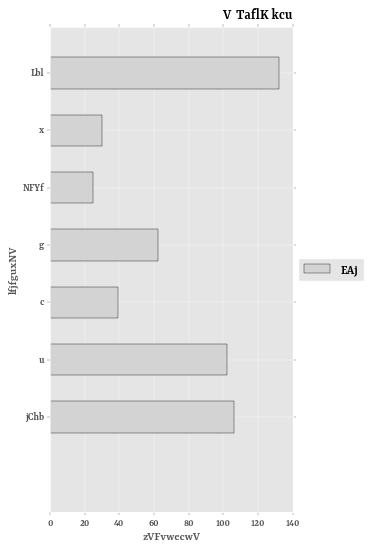 V TaflK kcu
Lbl
x
NFYf
g
c
u
jChb
lfjfguxNV
0 20 40 60 80 100 120 140
zVFvwccwV
EAj